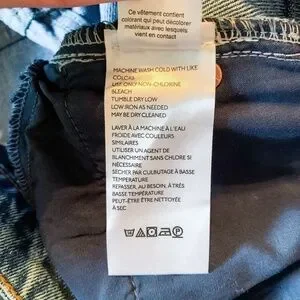 Ce vêtement contient
colorant qui peut décolorer
matériaux avec lesquels
vient en contact
MACHINE WASH COLD WITH LIKE
COLORS
USE ONLY NON-CHLORINE
BLEACH
TUMBLE DRY LOW
LOW IRON AS NEEDED
MAY BE DRYCLEANED
LAVER À LA MACHINE À L'EAU
FROIDE AVEC COULEURS
SIMILAIRES
UTILISER UN AGENT DE
BLANCHIMENT SANS CHLORE SI
NÉCESSAIRE
SÉCHER PAR CULBUTAGE À BASSE
TEMPÉRATURE
REPASSER, AU BESOIN, À TRÈS
BASSE TEMPÉRATURE
PEUT-ÊTRE ÊTRE NETTOYÉE
À SEC